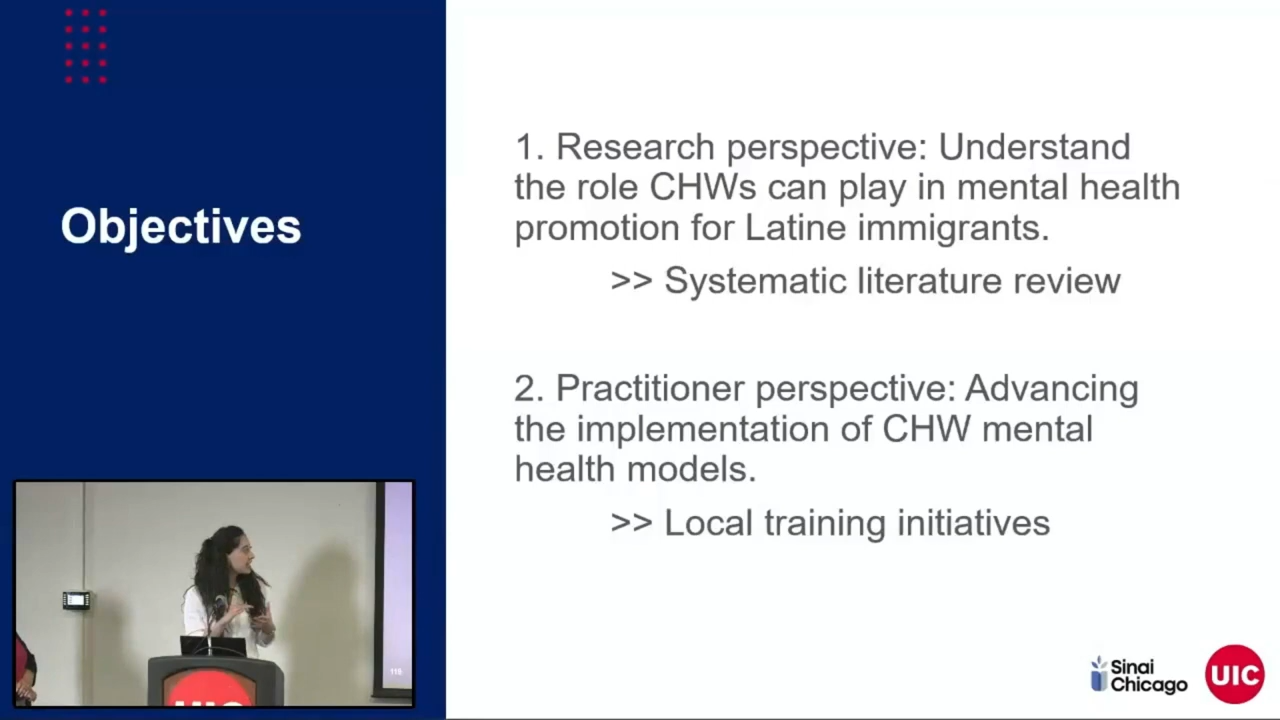 Objectives
1. Research perspective: Understand
the role CHWs can play in mental health
promotion for Latine immigrants.
>> Systematic literature review
2. Practitioner perspective: Advancing
the implementation of CHW mental
health models.
>> Local training initiatives
Sinai
Chicago
UIC
UIC